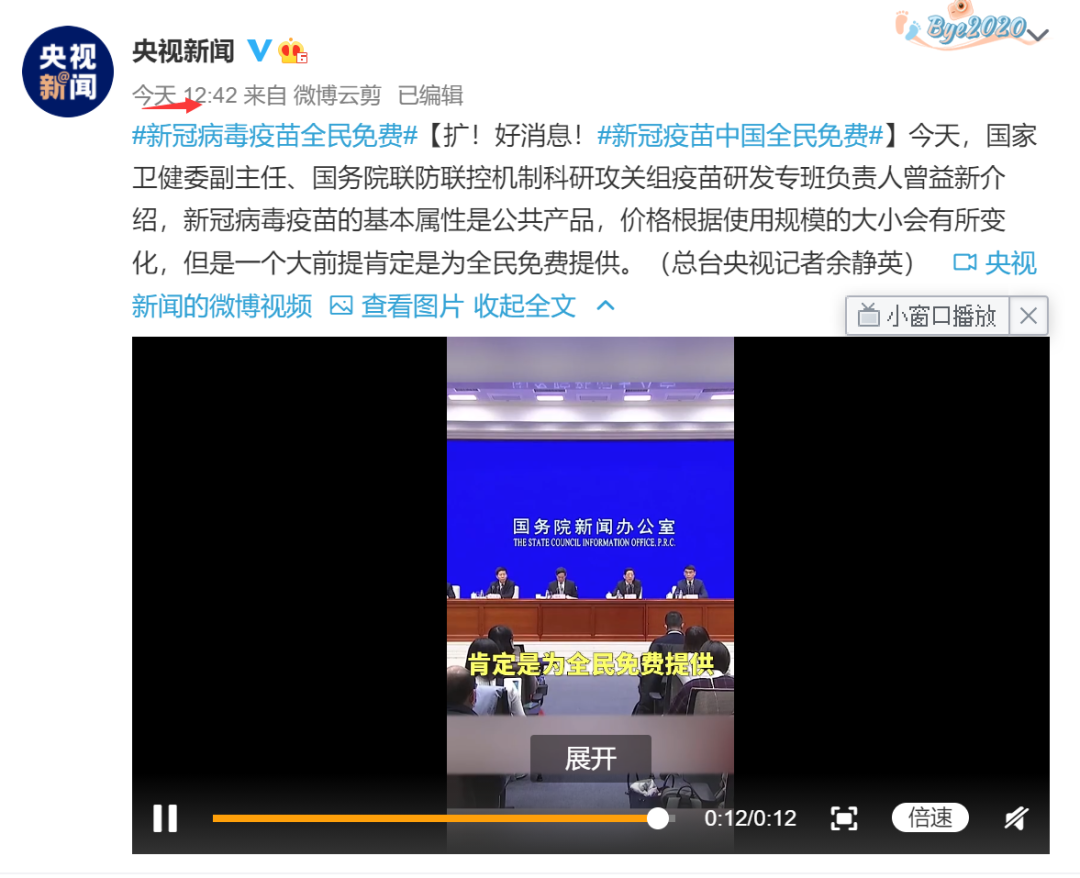 Bye2020
央视
新@闻
央视新闻
今天 12:42 来自 微博云剪 已编辑
#新冠病毒疫苗全民免费#【扩！好消息！#新冠疫苗中国全民免费#】今天，国家
卫健委副主任、国务院联防联控机制科研攻关组疫苗研发专班负责人曾益新介
绍，新冠病毒疫苗的基本属性是公共产品，价格根据使用规模的大小会有所变
化，但是一个大前提肯定是为全民免费提供。（总台央视记者余静英） 央视
新闻的微博视频 查看图片 收起全文
小窗口播放
国务院新闻办公室
THE STATE COUNCIL INFORMATION OFFICE, P.R.C.
肯定是为全民免费提供
展开
0:12/0:12
倍速